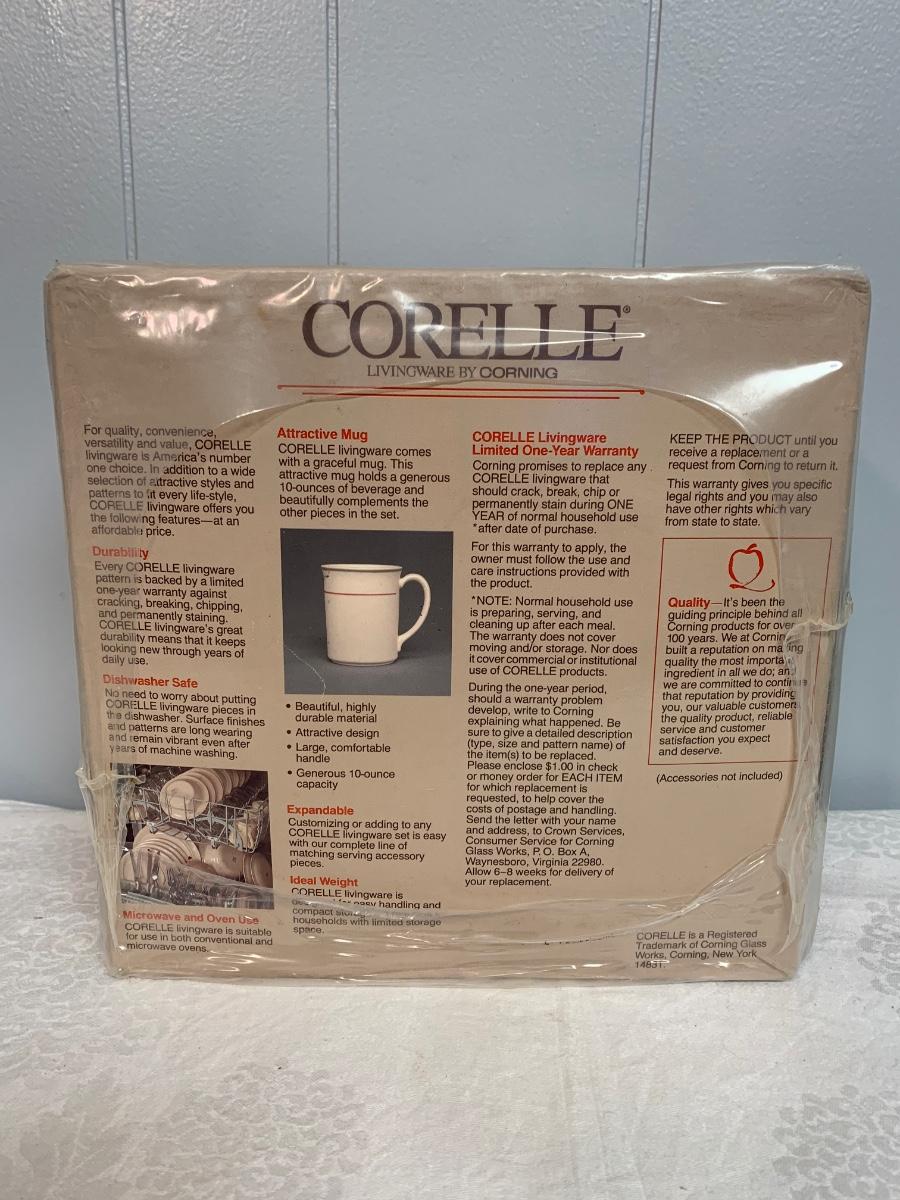 CORELLE®
LIVINGWARE BY CORNING
For quality, convenience,
versatility and value, CORELLE
livingware is America's number
one choice. In addition to a wide
selection of attractive styles and
patterns to fit every life-style,
CORELLE livingware offers you
the following features—at an
affordable price.
Durability
Every CORELLE livingware
pattern is backed by a limited
one-year warranty against
cracking, breaking, chipping,
and permanently staining.
CORELLE livingware's great
durability means that it keeps
looking new through years of
daily use.
Dishwasher Safe
No need to worry about putting
CORELLE livingware pieces in
the dishwasher. Surface finishes
and patterns are long wearing
and remain vibrant even after
years of machine washing.
Microwave and Oven Use
CORELLE livingware is suitable
for use in both conventional and
microwave ovens.
Attractive Mug
CORELLE livingware comes
with a graceful mug. This
attractive mug holds a generous
10-ounces of beverage and
beautifully complements the
other pieces in the set.
• Beautiful, highly
durable material
• Attractive design
• Large, comfortable
handle
• Generous 10-ounce
capacity
Expandable
Customizing or adding to any
CORELLE livingware set is easy
with our complete line of
matching serving accessory
pieces.
Ideal Weight
CORELLE livingware is
for easy handling and
compact
households with limited storage
space.
CORELLE Livingware
Limited One-Year Warranty
Corning promises to replace any
CORELLE livingware that
should crack, break, chip or
permanently stain during ONE
YEAR of normal household use
*after date of purchase.
For this warranty to apply, the
owner must follow the use and
care instructions provided with
the product.
*NOTE: Normal household use
is preparing, serving, and
cleaning up after each meal.
The warranty does not cover
moving and/or storage. Nor does
it cover commercial or institutional
use of CORELLE products.
During the one-year period,
should a warranty problem
develop, write to Corning
explaining what happened. Be
sure to give a detailed description
(type, size and pattern name) of
the item(s) to be replaced.
Please enclose $1.00 in check
or money order for EACH ITEM
for which replacement is
requested, to help cover the
costs of postage and handling.
Send the letter with your name
and address, to Crown Services,
Consumer Service for Corning
Glass Works, P.O. Box A,
Waynesboro, Virginia 22980.
Allow 6–8 weeks for delivery of
your replacement.
KEEP THE PRODUCT until you
receive a replacement or a
request from Corning to return it.
This warranty gives you specific
legal rights and you may also
have other rights which vary
from state to state.
Quality—It's been the
guiding principle behind all
Corning products for over
100 years. We at Corning
built a reputation on making
quality the most important
ingredient in all we do; and
we are committed to continue
that reputation by providing
you, our valuable customers
the quality product, reliable
service and customer
satisfaction you expect
and deserve.
(Accessories not included)
CORELLE is a Registered
Trademark of Corning Glass
Works, Corning, New York
14831.